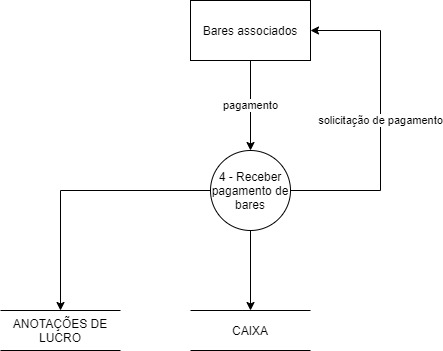 Bares associados
pagamento
solicitação de pagamento
4 - Receber
pagamento de
bares
ANOTAÇÕES DE
LUCRO
CAIXA